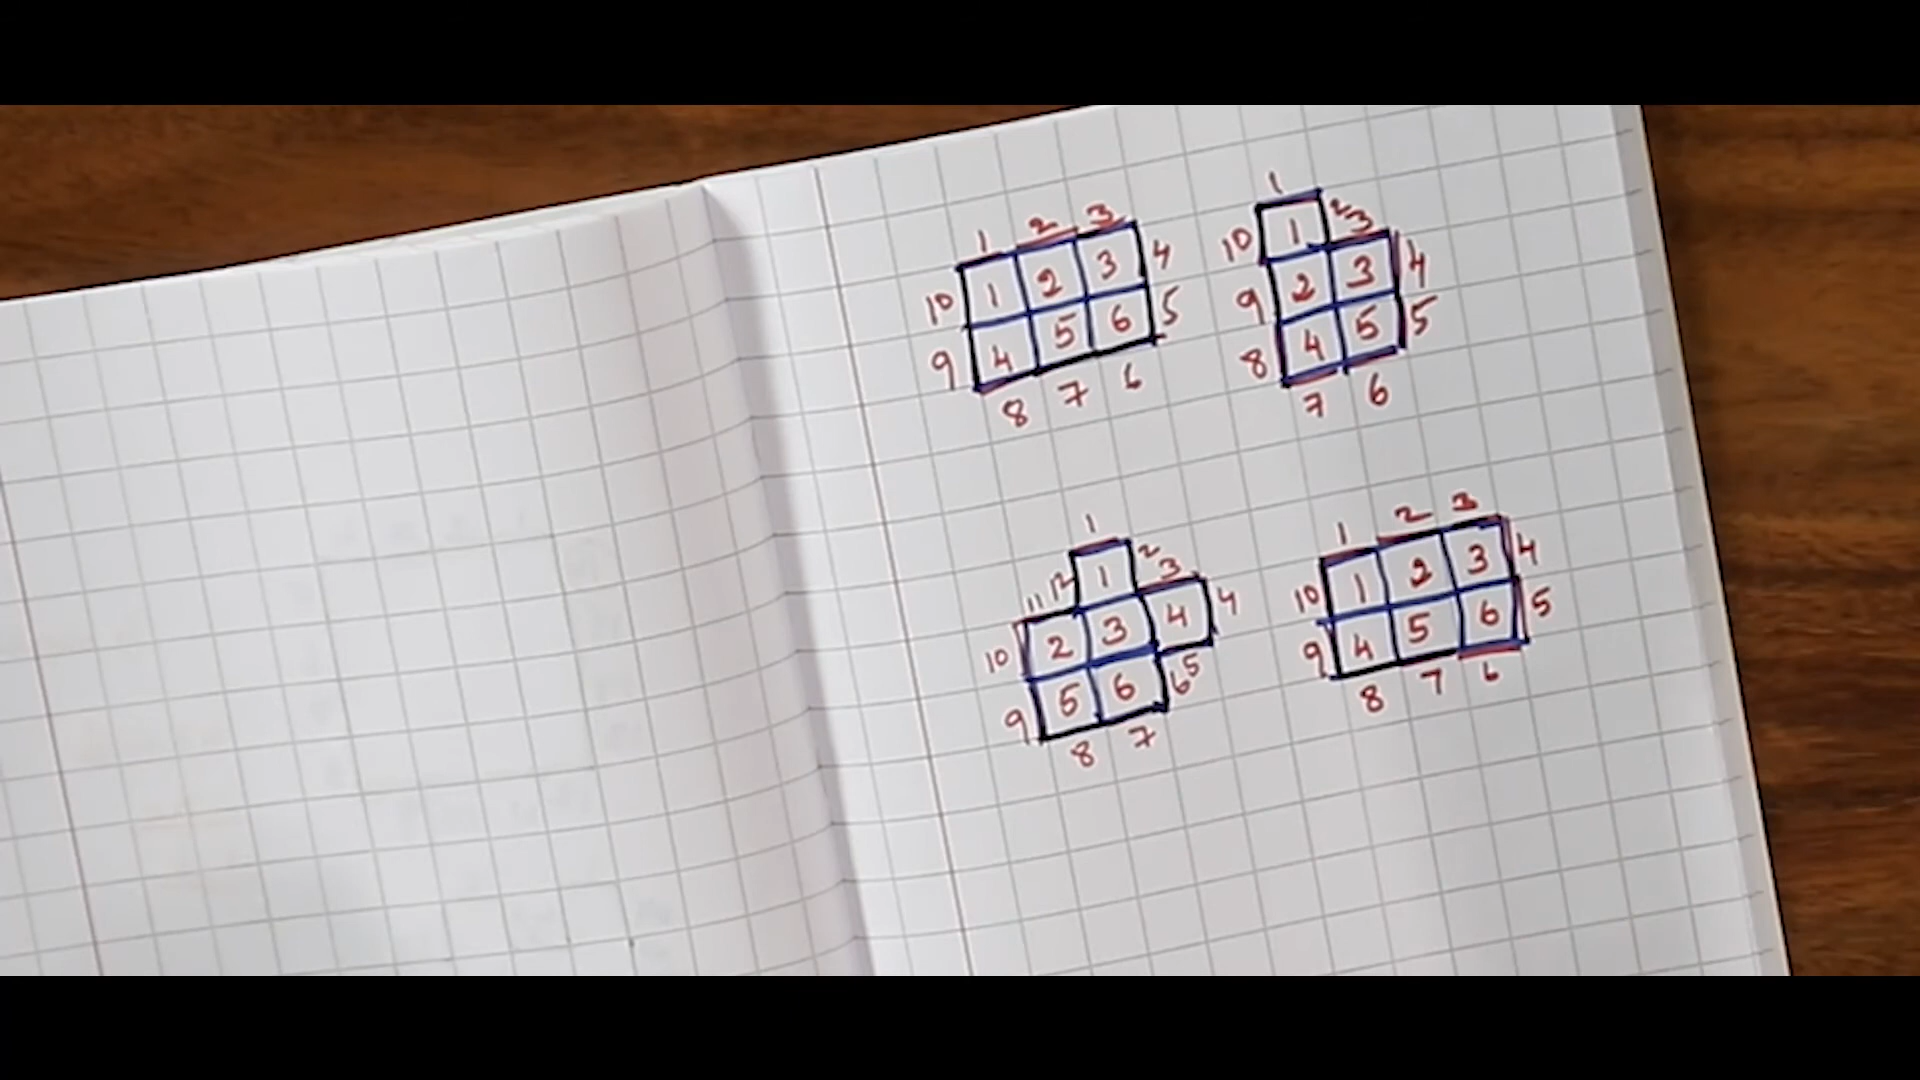 1 2 3
10 1 2 3 4
9 4 5 6 5
8 7 6
1
10 1 2 3
9 2 3 4
8 4 5 5
7 6
1
12 1 2
11 3
10 2 3 4 4
9 5 6 6 5
8 7
1 2 3
10 1 2 3 4
9 4 5 6 5
8 7 6